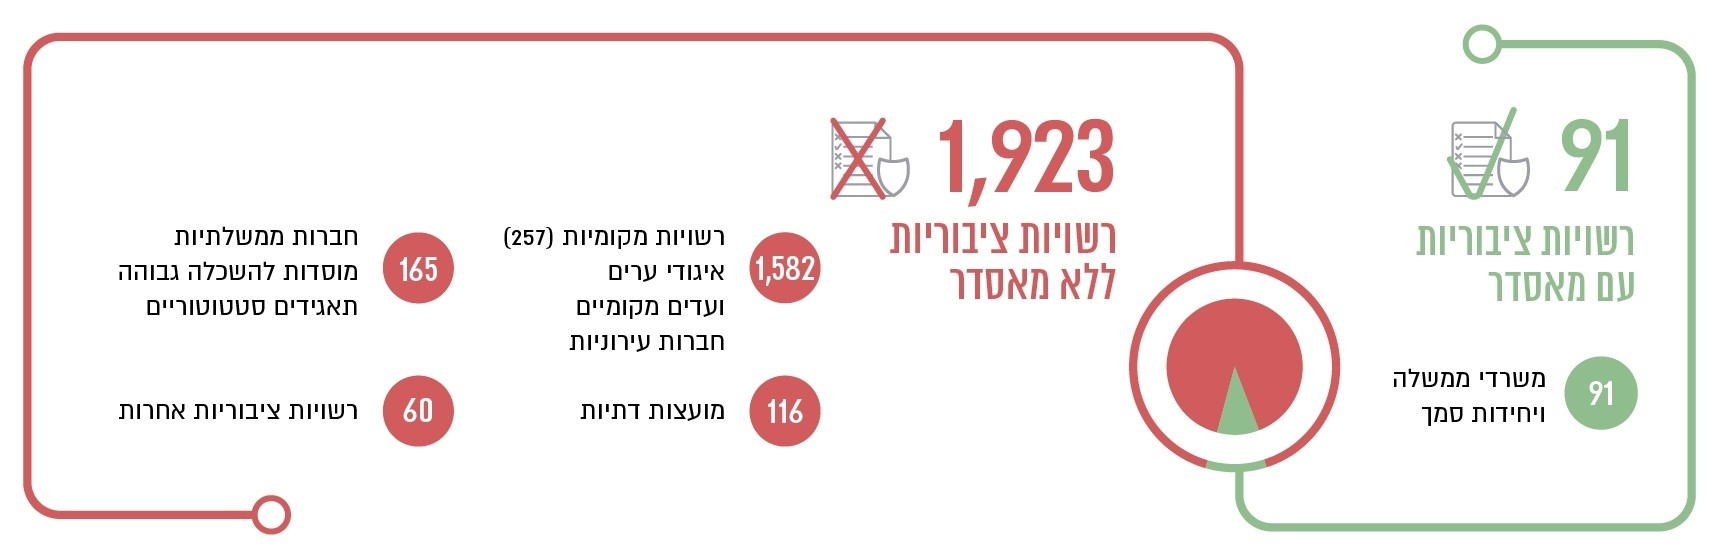 91
רשויות ציבוריות
עם מאסדר
91
משרדי ממשלה
ויחידות סמך
1,923
רשויות ציבוריות
ללא מאסדר
1,582
רשויות מקומיות (257)
איגודי ערים
ועדים מקומיים
חברות עירוניות
116
מועצות דתיות
165
חברות ממשלתיות
מוסדות להשכלה גבוהה
תאגידים סטטוטוריים
60
רשויות ציבוריות אחרות